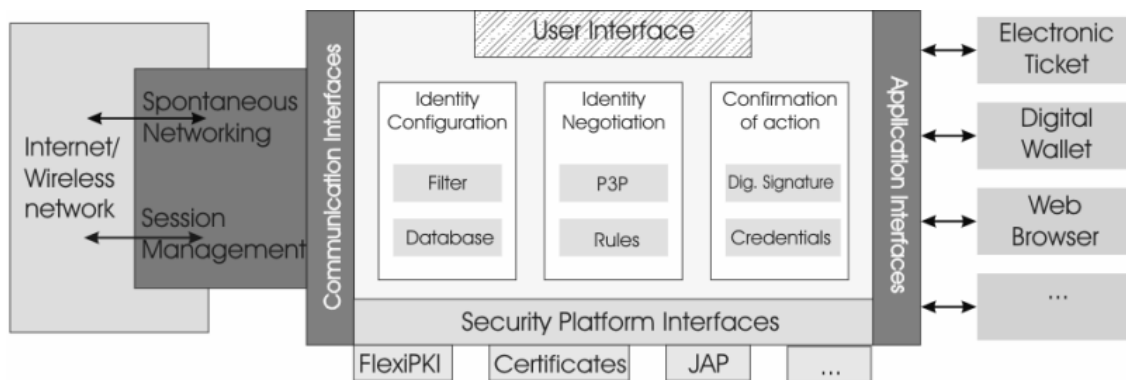 Internet/
Wireless
network
Spontaneous
Networking
Session
Management
Communication Interfaces
User Interface
Identity
Configuration
Filter
Database
Identity
Negotiation
P3P
Rules
Confirmation
of action
Dig. Signature
Credentials
Security Platform Interfaces
FlexiPKI
Certificates
JAP
...
Application Interfaces
Electronic
Ticket
Digital
Wallet
Web
Browser
...